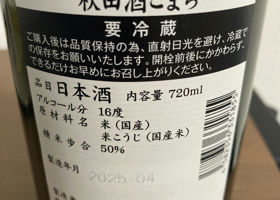 秋田酒こまち
要冷蔵
ご購入後は品質保持の為、直射日光を避け、冷蔵で
の保存をお願いいたします。開栓前後にかかわらず、
できるだけお早めにお召し上がりください。
品目 日本酒 内容量 720ml
アルコール分 16度
原材料名 米(国産)
米こうじ(国産米)
精米歩合 50%
製造年月
2025.04